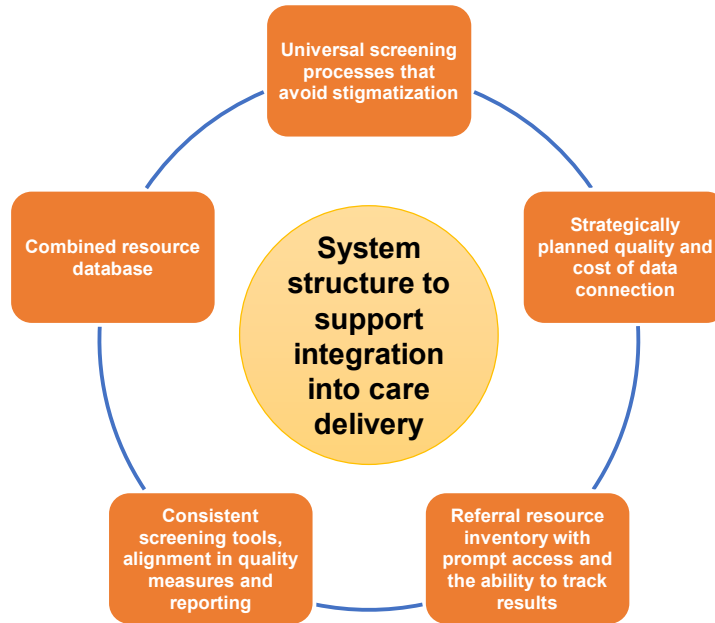 Universal screening
processes that
avoid stigmatization
Strategically
planned quality and
cost of data
connection
Referral resource
inventory with
prompt access and
the ability to track
results
Consistent
screening tools,
alignment in quality
measures and
reporting
Combined resource
database
System
structure to
support
integration
into care
delivery